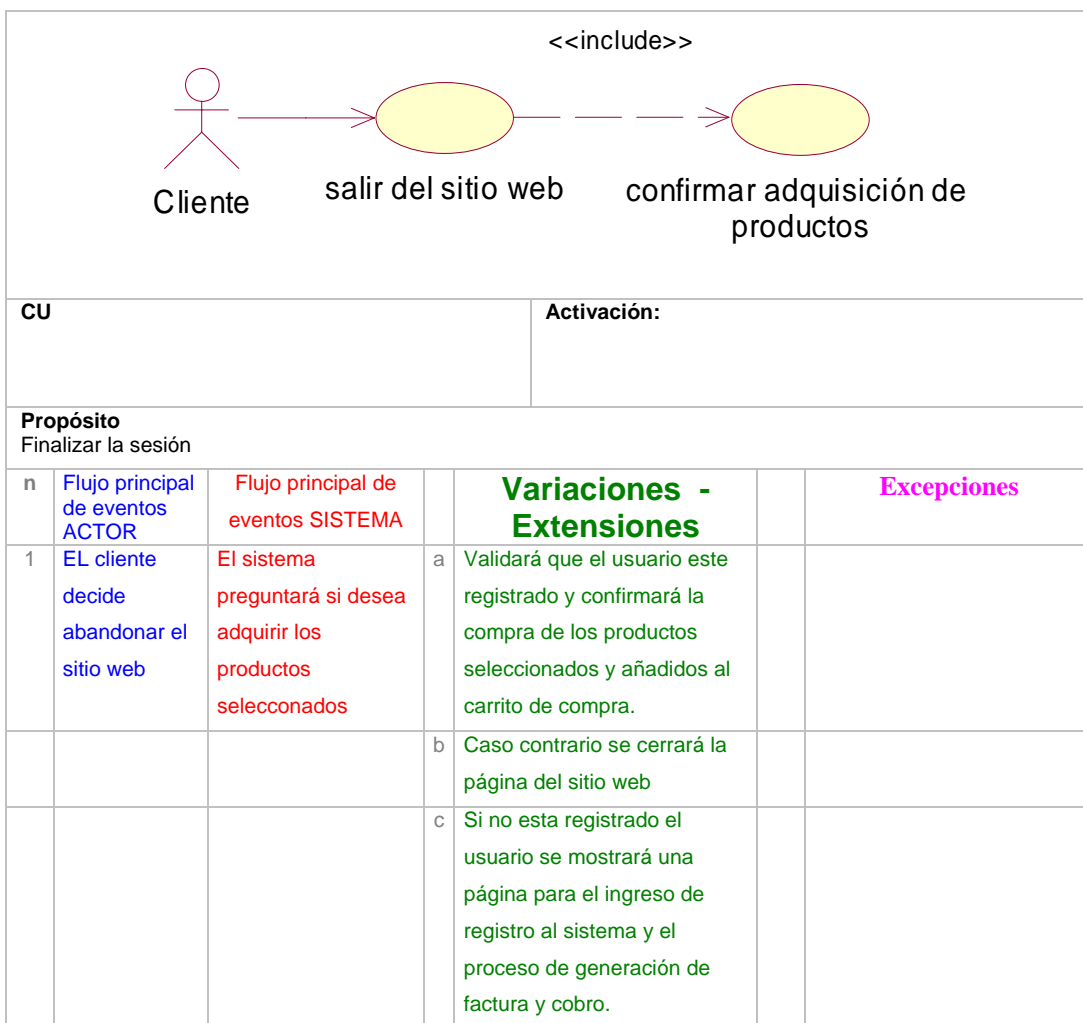 <<include>>
Cliente
salir del sitio web
confirmar adquisición de
productos
CU
Activación:
Propósito
Finalizar la sesión
n
Flujo principal
de eventos
ACTOR
Flujo principal de
eventos SISTEMA
Variaciones -
Extensiones
Excepciones
1
EL cliente
decide
abandonar el
sitio web
El sistema
preguntará si desea
adquirir los
productos
selecconados
a
Validará que el usuario este
registrado y confirmará la
compra de los productos
seleccionados y añadidos al
carrito de compra.
b
Caso contrario se cerrará la
página del sitio web
c
Si no esta registrado el
usuario se mostrará una
página para el ingreso de
registro al sistema y el
proceso de generación de
factura y cobro.